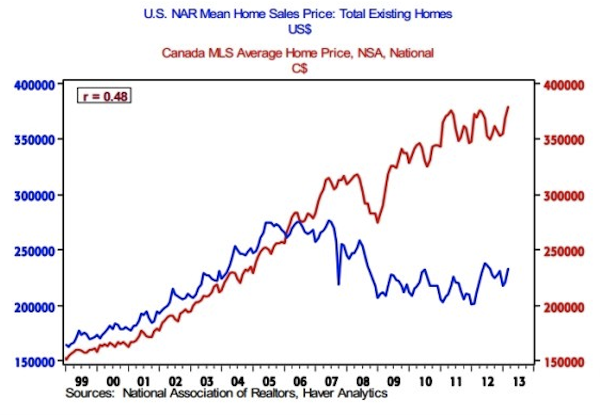 U.S. NAR Mean Home Sales Price: Total Existing Homes
US$
Canada MLS Average Home Price, NSA, National
C$
400000 400000
r = 0.48
350000 350000
300000 300000
250000 250000
200000 200000
150000 150000
99 00 01 02 03 04 05 06 07 08 09 10 11 12 13
Sources: National Association of Realtors, Haver Analytics